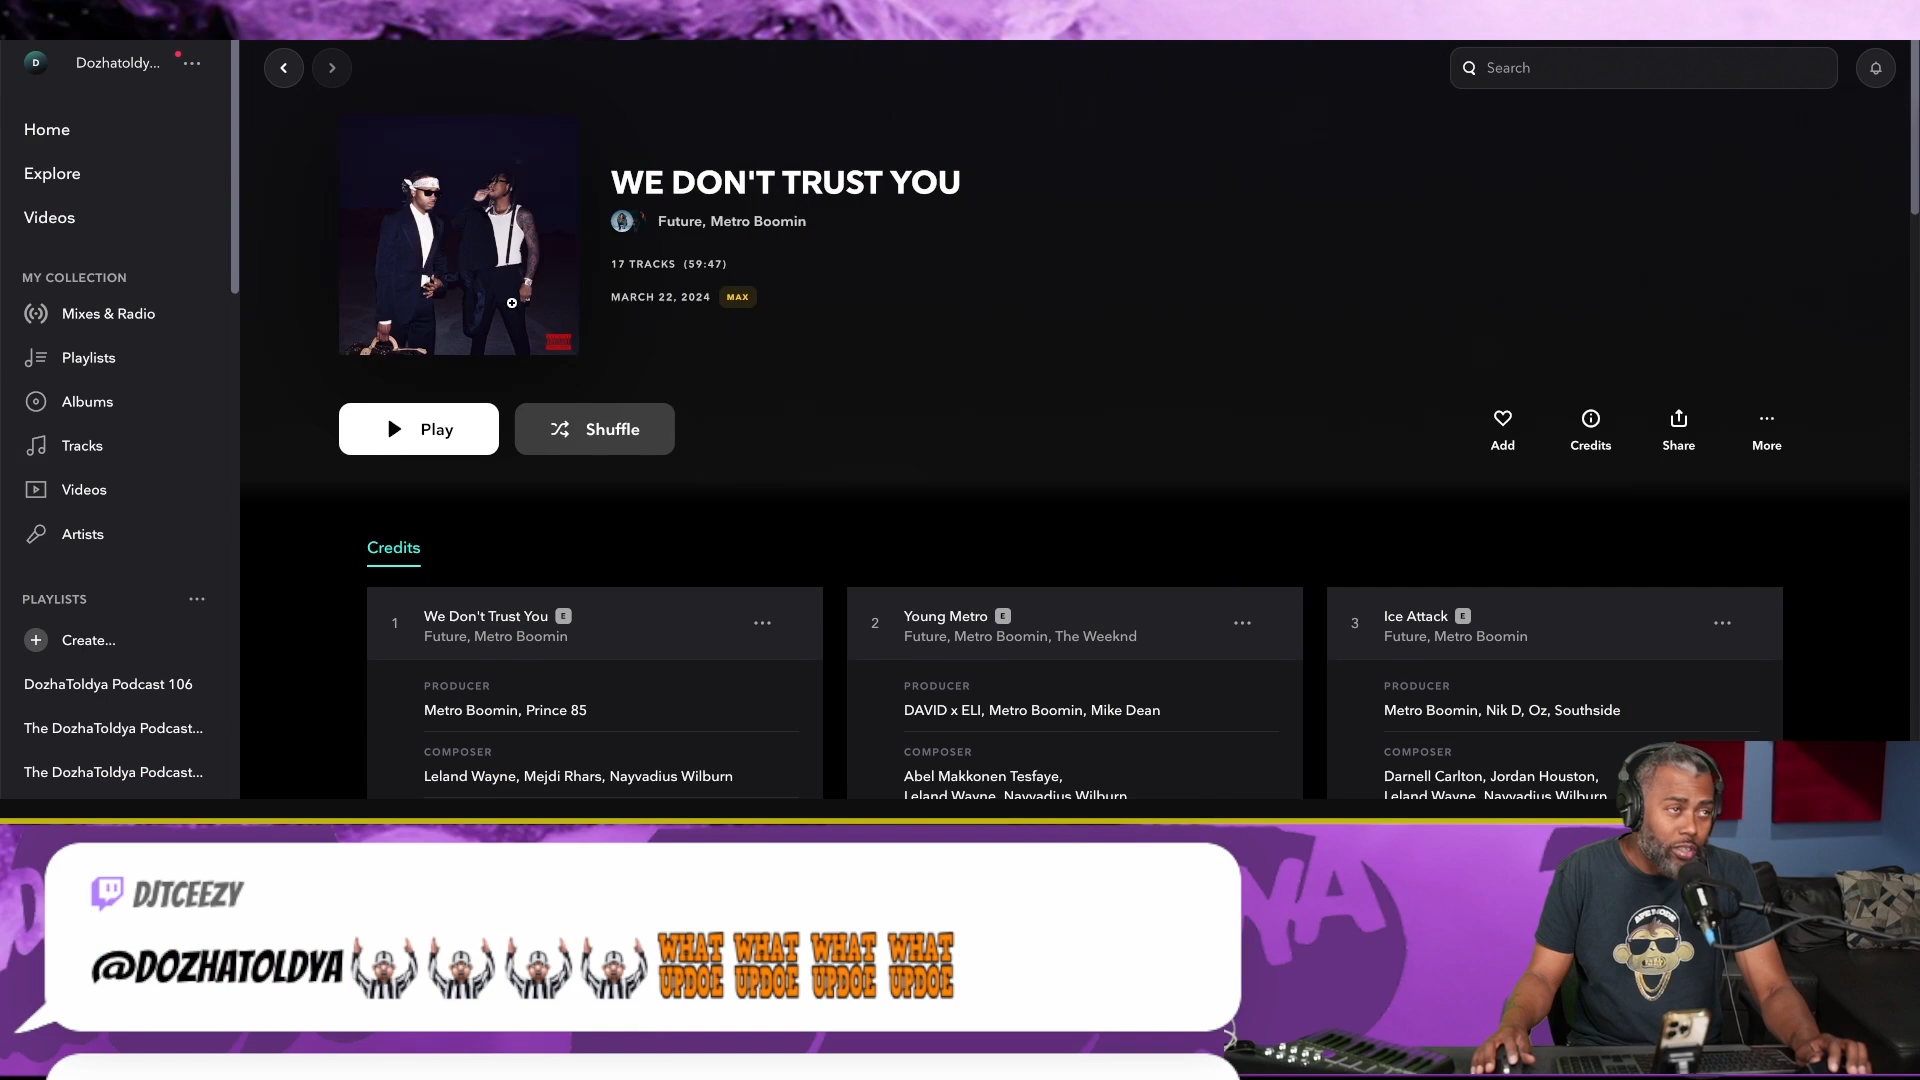 D
Dozhatoldy...
Search
Home
Explore
Videos
MY COLLECTION
Mixes & Radio
Playlists
Albums
Tracks
Videos
Artists
PLAYLISTS
Create...
DozhaToldya Podcast 106
The DozhaToldya Podcast...
The DozhaToldya Podcast...
WE DON'T TRUST YOU
Future, Metro Boomin
17 TRACKS (59:47)
MARCH 22, 2024 MAX
Play
Shuffle
Add
Credits
Share
More
Credits
1
We Don't Trust You E
Future, Metro Boomin
PRODUCER
Metro Boomin, Prince 85
COMPOSER
Leland Wayne, Mejdi Rhars, Nayvadius Wilburn
2
Young Metro E
Future, Metro Boomin, The Weeknd
PRODUCER
DAVID x ELI, Metro Boomin, Mike Dean
COMPOSER
Abel Makkonen Tesfaye,
Leland Wayne, Nayvadius Wilburn
3
Ice Attack E
Future, Metro Boomin
PRODUCER
Metro Boomin, Nik D, Oz, Southside
COMPOSER
Darnell Carlton, Jordan Houston,
Leland Wayne, Nayvadius Wilburn
DJTCEEZY
@DOZHATOLDYA WHAT UPDOE WHAT UPDOE WHAT UPDOE WHAT UPDOE
APE MODE